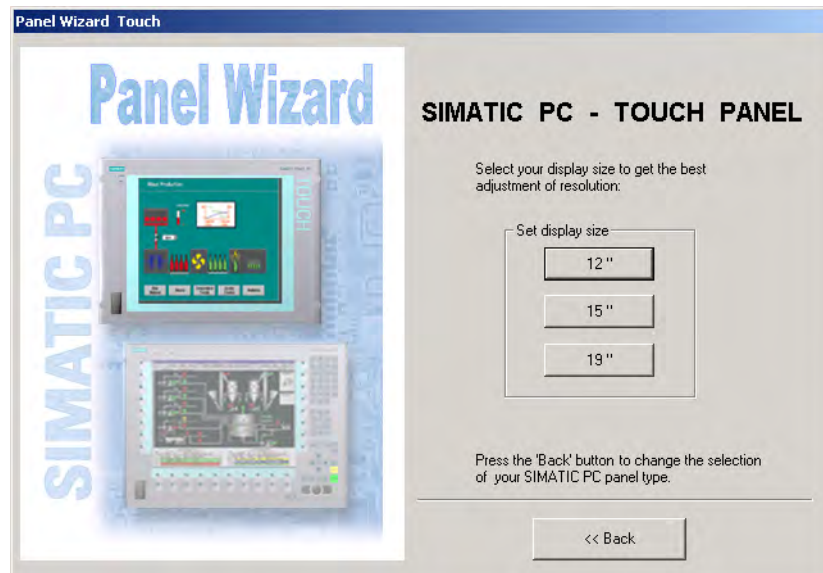 Panel Wizard Touch
Panel Wizard
SIMATIC PC
TOUCH
SIMATIC PC - TOUCH PANEL
Select your display size to get the best
adjustment of resolution:
Set display size
12 "
15 "
19 "
Press the 'Back' button to change the selection
of your SIMATIC PC panel type.
<< Back